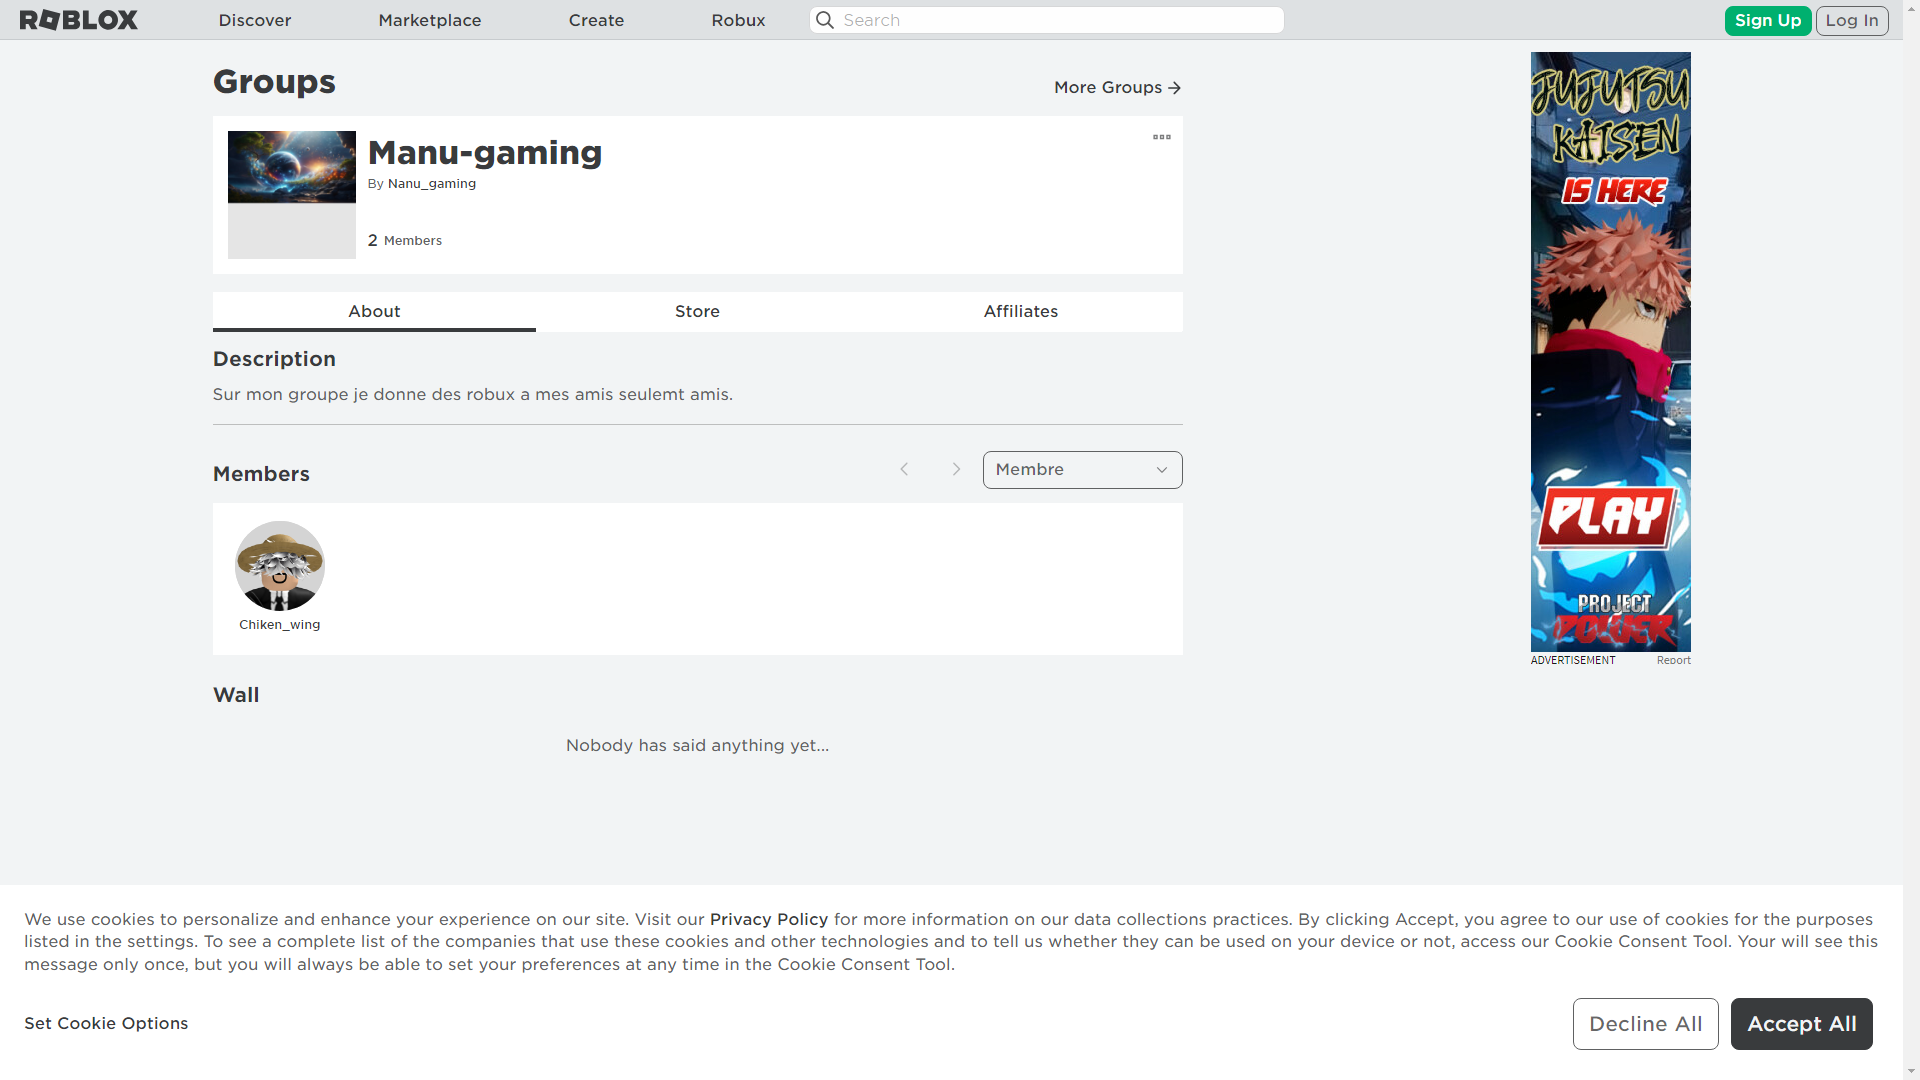 ROBLOX
Discover
Marketplace
Create
Robux
Search
Sign Up
Log In
Groups
More Groups
Manu-gaming
By Nanu_gaming
2 Members
About
Store
Affiliates
Description
Sur mon groupe je donne des robux a mes amis seulemt amis.
Members
Membre
Chiken_wing
Wall
Nobody has said anything yet...
JUJUTSU
KAISEN
IS HERE
PLAY
PROJECT
POWER
ADVERTISEMENT
Report
We use cookies to personalize and enhance your experience on our site. Visit our Privacy Policy for more information on our data collections practices. By clicking Accept, you agree to our use of cookies for the purposes
listed in the settings. To see a complete list of the companies that use these cookies and other technologies and to tell us whether they can be used on your device or not, access our Cookie Consent Tool. Your will see this
message only once, but you will always be able to set your preferences at any time in the Cookie Consent Tool.
Set Cookie Options
Decline All
Accept All